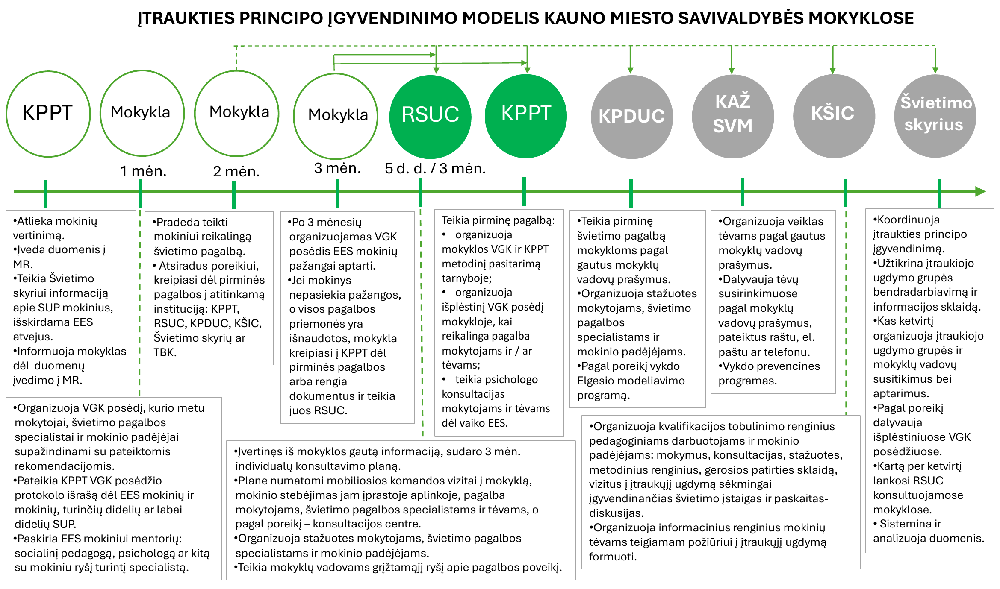 ĮTRAUKTIES PRINCIPO ĮGYVENDINIMO MODELIS KAUNO MIESTO SAVIVALDYBĖS MOKYKLOSE
KPPT
Mokykla
Mokykla
Mokykla
RSUC
KPPT
KPDUC
KAŽ
SVM
KŠIC
Švietimo
skyrius
1 mėn.
2 mėn.
3 mėn.
5 d. d. / 3 mėn.
•Atlieka mokinių
vertinimą.
•Įveda duomenis į
MR.
•Teikia Švietimo
skyriui informaciją
apie SUP mokinius,
išskirdama EES
atvejus.
•Informuoja mokyklas
dėl duomenų
įvedimo į MR.
•Organizuoja VGK posėdį, kurio metu
mokytojai, švietimo pagalbos
specialistai ir mokinio padėjėjai
supažindinami su pateiktomis
rekomendacijomis.
•Pateikia KPPT VGK posėdžio
protokolo išrašą dėl EES mokinių ir
mokinių, turinčių didelių ar labai
didelių SUP.
•Paskiria EES mokiniui mentorių:
socialinį pedagogą, psichologą ar kitą
su mokiniu ryšį turintį specialistą.
•Pradeda teikti
mokiniui reikalingą
švietimo pagalbą.
• Atsiradus poreikiui,
kreipiasi dėl pirminės
pagalbos į atitinkamą
instituciją: KPPT,
RSUC, KPDUC, KŠIC,
Švietimo skyrių ar
TBK.
•Po 3 mėnesių
organizuojamas VGK
posėdis EES mokinių
pažangai aptarti.
•Jei mokinys
nepasiekia pažangos,
o visos pagalbos
priemonės yra
išnaudotos, mokykla
kreipiasi į KPPT dėl
pirminės pagalbos
arba rengia
dokumentus ir teikia
juos RSUC.
•Įvertinęs iš mokyklos gautą informaciją, sudaro 3 mėn.
individualų konsultavimo planą.
•Plane numatomi mobiliosios komandos vizitai į mokyklą,
mokinio stebėjimas jam įprastoje aplinkoje, pagalba
mokytojams, švietimo pagalbos specialistams ir tėvams, o
pagal poreikį – konsultacijos centre.
•Organizuoja stažuotes mokytojams, švietimo pagalbos
specialistams ir mokinio padėjėjams.
•Teikia mokyklų vadovams grįžtamąjį ryšį apie pagalbos poveikį.
Teikia pirminę pagalbą:
• organizuoja
mokyklos VGK ir KPPT
metodinį pasitarimą
tarnyboje;
• organizuoja
išplėstinį VGK posėdį
mokykloje, kai
reikalinga pagalba
mokytojams ir / ar
tėvams;
• teikia psichologo
konsultacijas
mokytojams ir tėvams
dėl vaiko EES.
•Teikia pirminę
švietimo pagalbą
mokykloms pagal
gautus mokyklų
vadovų prašymus.
•Organizuoja stažuotes
mokytojams, švietimo
pagalbos
specialistams ir
mokinio padėjėjams.
•Pagal poreikį vykdo
Elgesio modeliavimo
programą.
•Organizuoja veiklas
tėvams pagal gautus
mokyklų vadovų
prašymus.
•Dalyvauja tėvų
susirinkimuose
pagal mokyklų
vadovų prašymus,
pateiktus raštu, el.
paštu ar telefonu.
•Vykdo prevencines
programas.
•Organizuoja kvalifikacijos tobulinimo renginius
pedagoginiams darbuotojams ir mokinio
padėjėjams: mokymus, konsultacijas, stažuotes,
metodinius renginius, gerosios patirties sklaidą,
vizitus į įtraukųjį ugdymą sėkmingai
įgyvendinančias švietimo įstaigas ir paskaitas-
diskusijas.
•Organizuoja informacinius renginius mokinių
tėvams teigiamam požiūriui į įtraukųjį ugdymą
formuoti.
•Koordinuoja
įtraukties principo
įgyvendinimą.
•Užtikrina įtraukiojo
ugdymo grupės
bendradarbiavimą ir
informacijos sklaidą.
•Kas ketvirtį
organizuoja įtraukiojo
ugdymo grupės ir
mokyklų vadovų
susitikimus bei
aptarimus.
•Pagal poreikį
dalyvauja
išplėstiniuose VGK
posėdžiuose.
•Kartą per ketvirtį
lankosi RSUC
konsultuojamose
mokyklose.
• Sistemina ir
analizuoja duomenis.